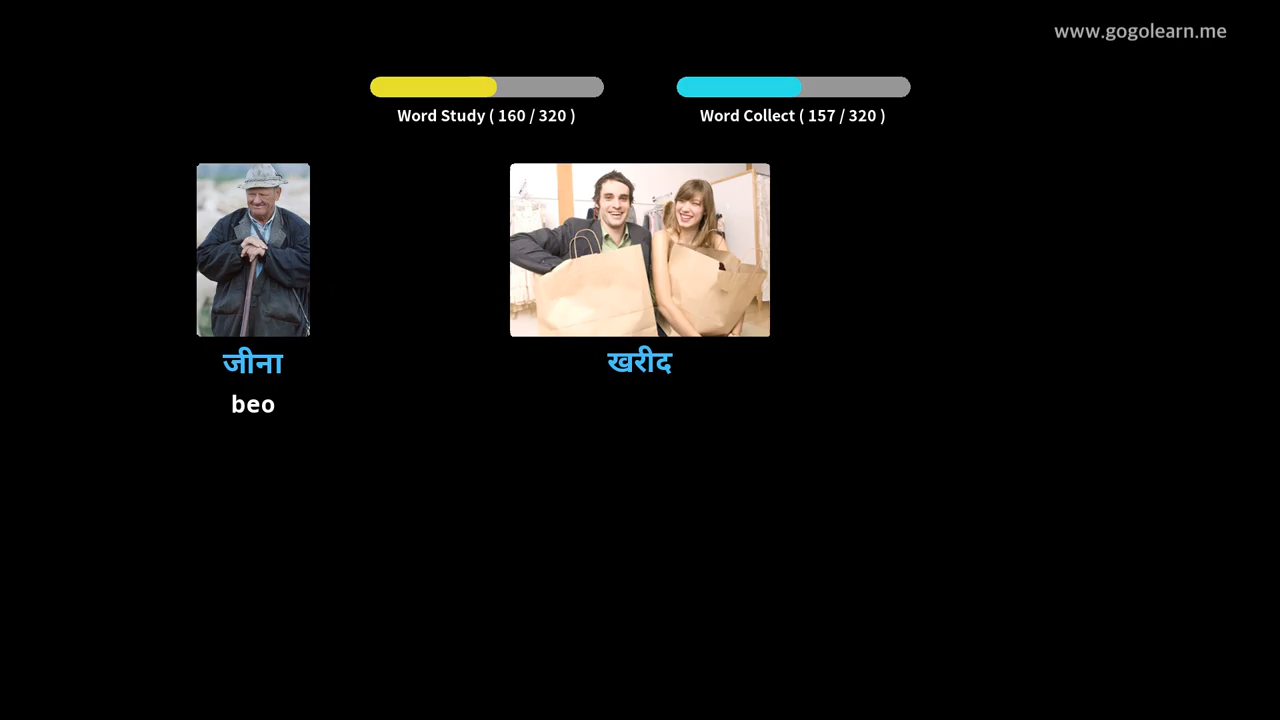 www.gogolearn.me
Word Study ( 160 / 320 )
Word Collect ( 157 / 320 )
जीना
beo
खरीद